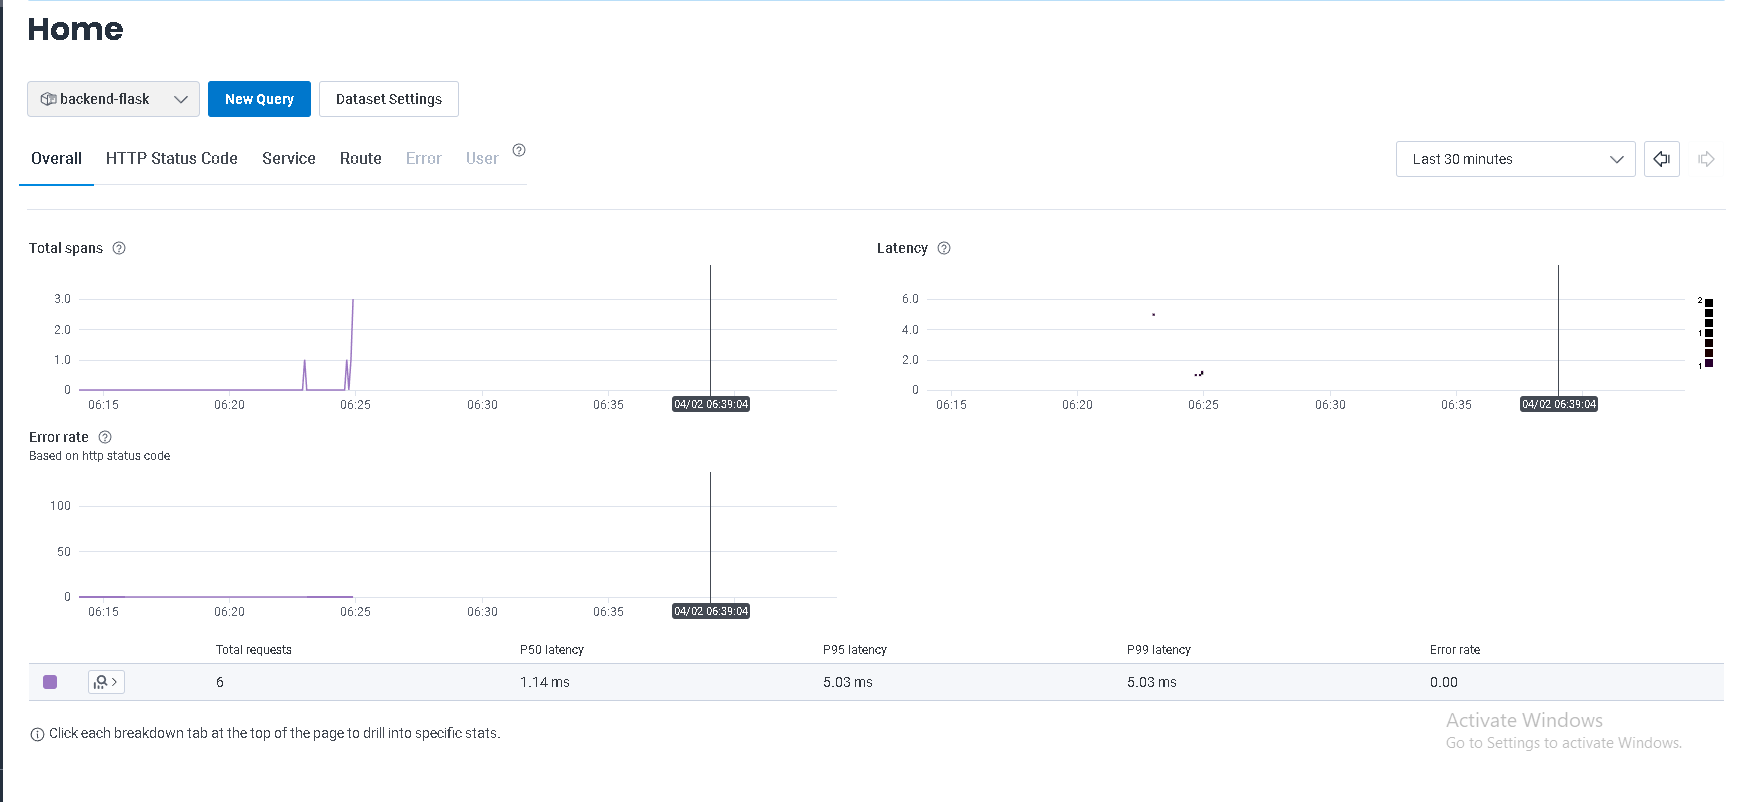 Home
backend-flask New Query Dataset Settings
Overall HTTP Status Code Service Route Error User
Last 30 minutes
Total spans
3.0
2.0
1.0
0
06:15 06:20 06:25 06:30 06:35 04/02 06:39:04
Latency
6.0
4.0
2.0
0
06:15 06:20 06:25 06:30 06:35 04/02 06:39:04
2
1
1
Error rate
Based on http status code
100
50
0
06:15 06:20 06:25 06:30 06:35 04/02 06:39:04
Total requests P50 latency P95 latency P99 latency Error rate
6 1.14 ms 5.03 ms 5.03 ms 0.00
Click each breakdown tab at the top of the page to drill into specific stats.
Activate Windows
Go to Settings to activate Windows.